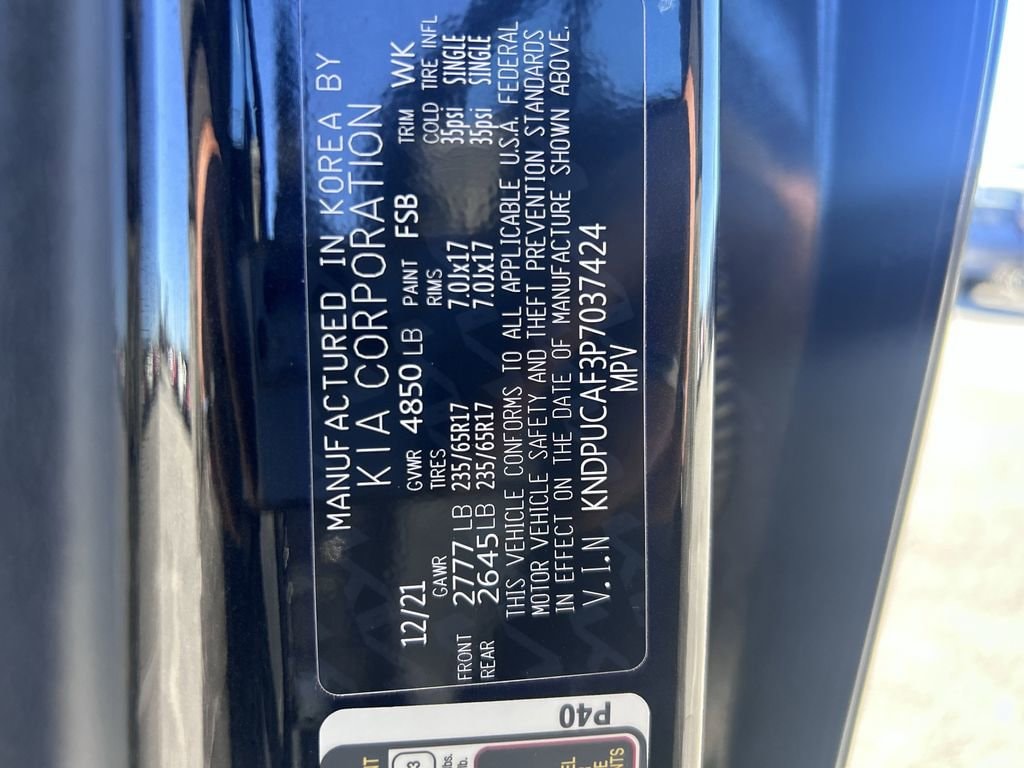 MANUFACTURED IN KOREA BY
KIA CORPORATION
12/21 GVWR 4850 LB PAINT FSB TRIM WK
GAWR TIRES RIMS COLD TIRE INFL
FRONT 2777 LB 235/65R17 7.0Jx17 35psi SINGLE
REAR 2645 LB 235/65R17 7.0Jx17 35psi SINGLE
THIS VEHICLE CONFORMS TO ALL APPLICABLE U.S.A. FEDERAL
MOTOR VEHICLE SAFETY AND THEFT PREVENTION STANDARDS
IN EFFECT ON THE DATE OF MANUFACTURE SHOWN ABOVE.
V.I.N KNDPUCAF3P7037424
MPV
P40